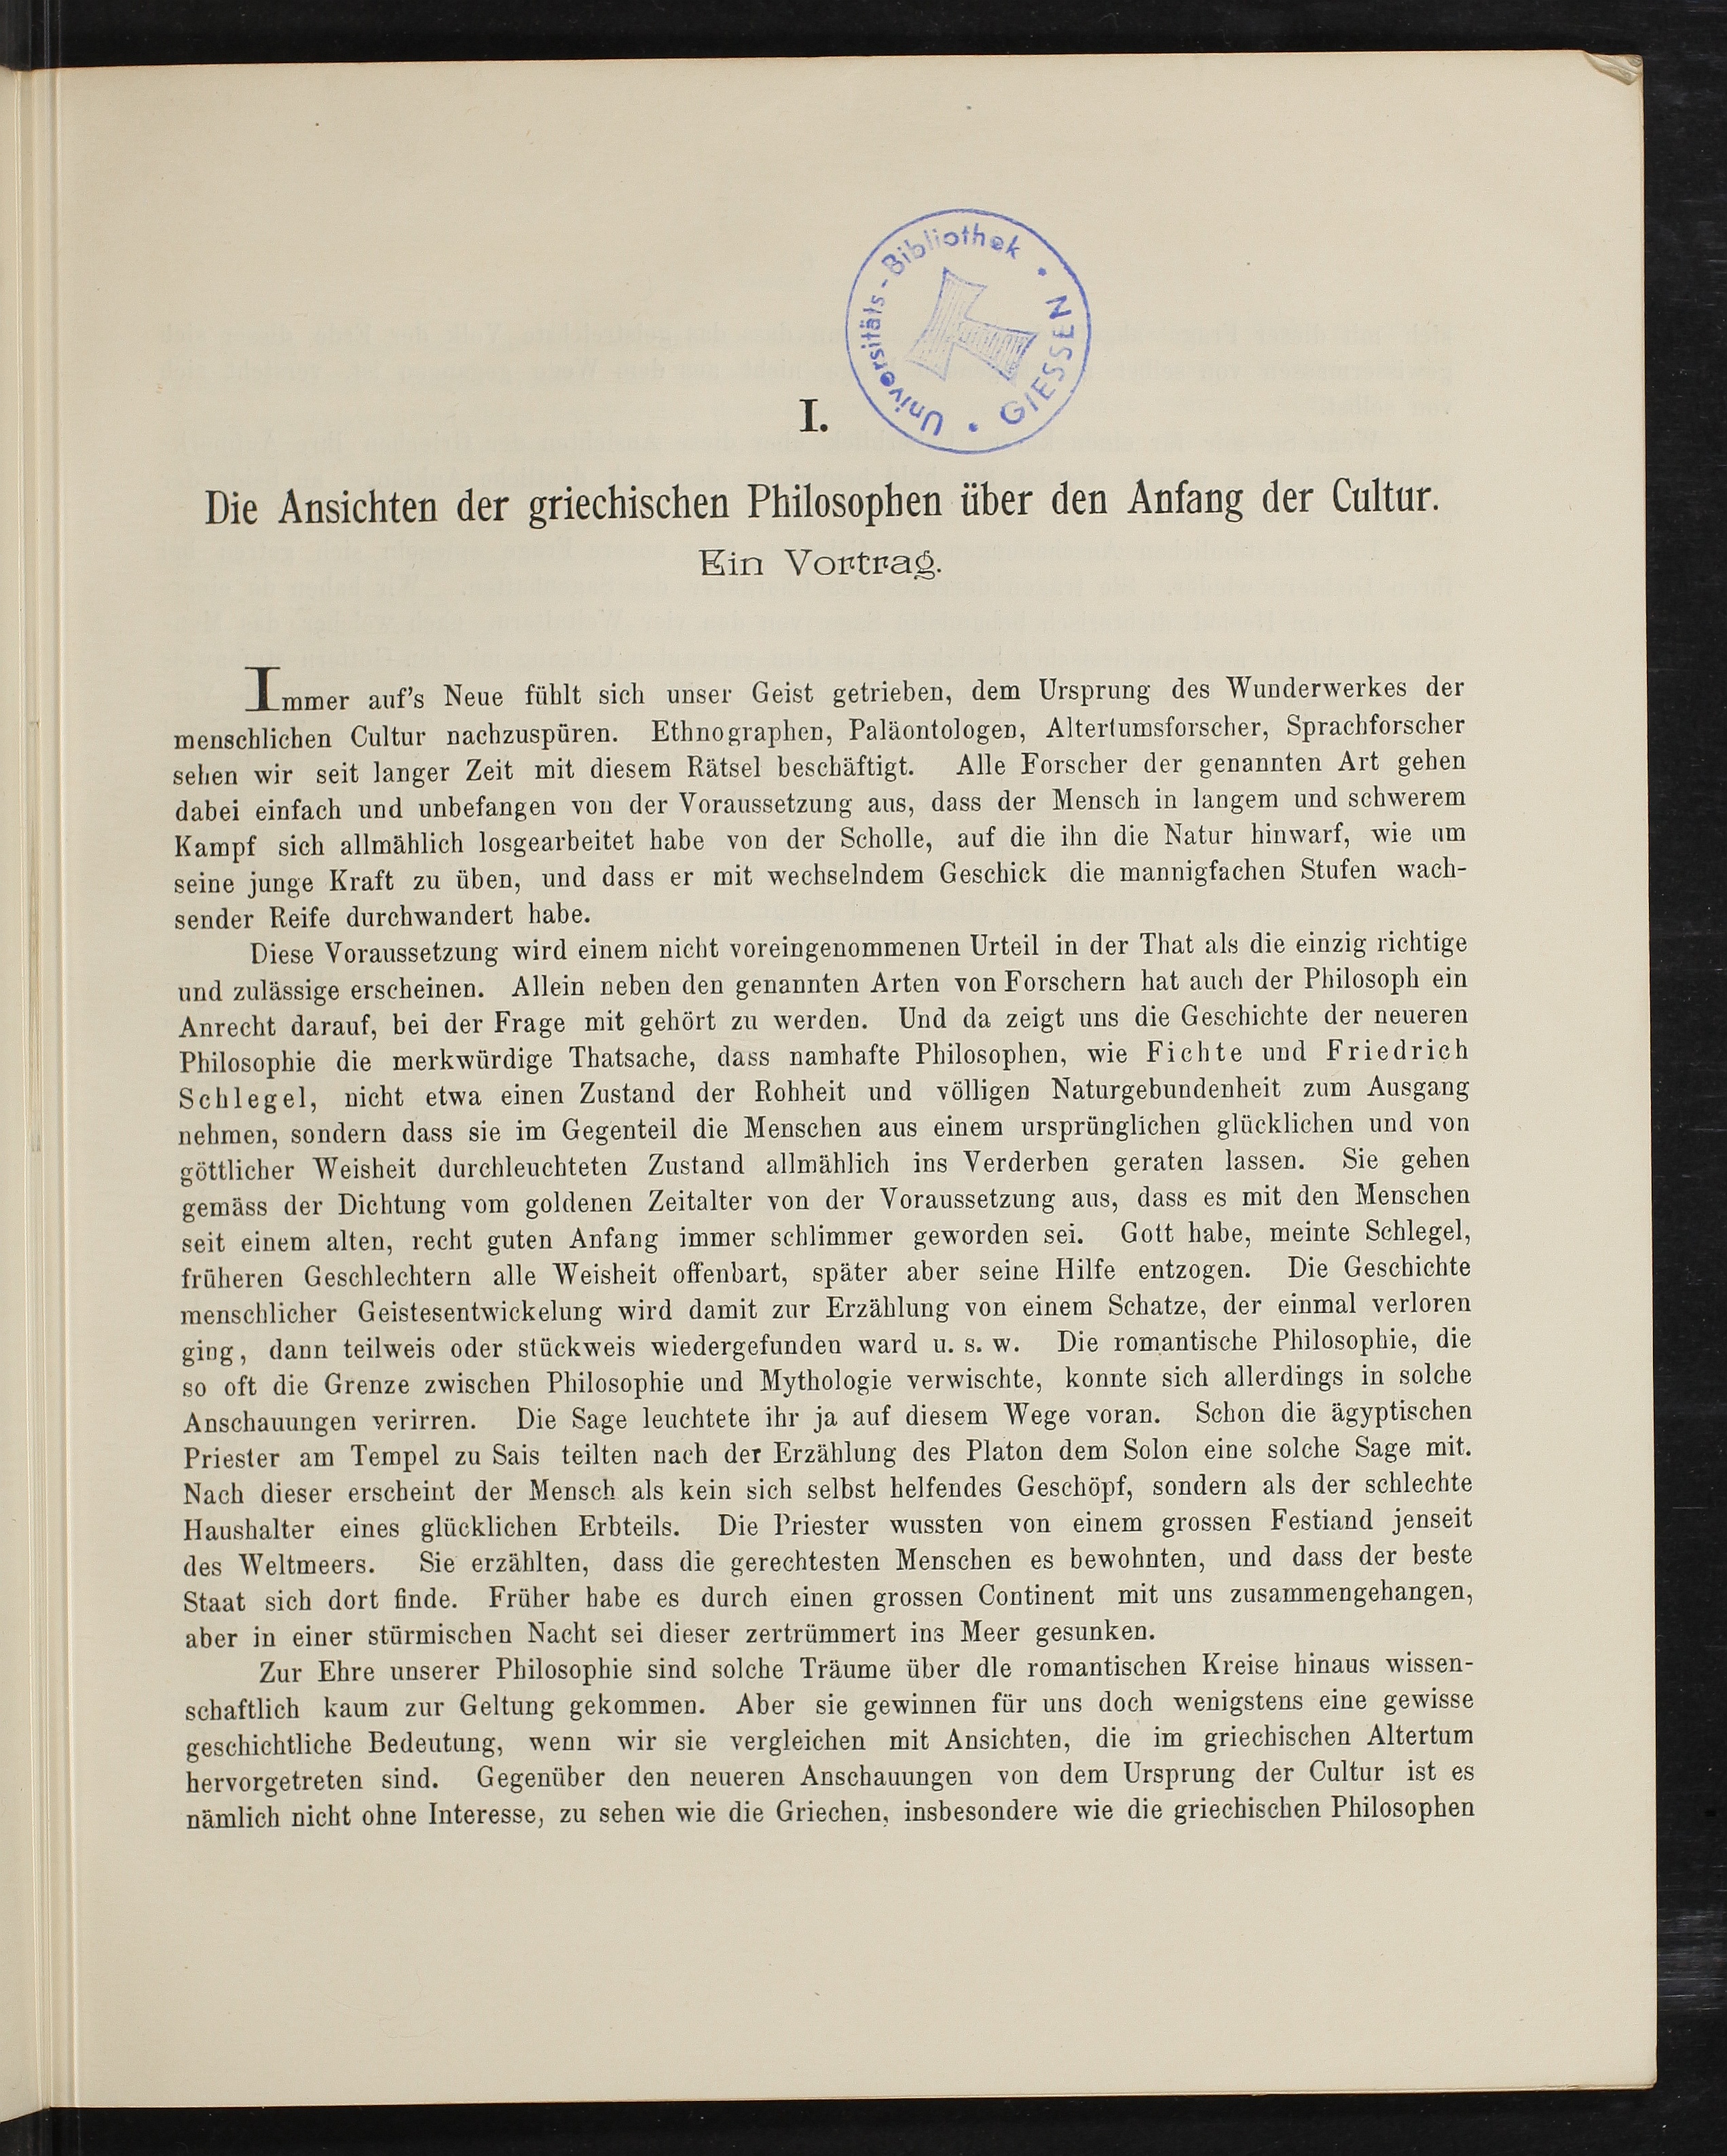 Universitäts-Bibliothek • GIESSEN •
I.
Die Ansichten der griechischen Philosophen über den Anfang der Cultur.
Ein Vortrag.
Immer auf's Neue fühlt sich unser Geist getrieben, dem Ursprung des Wunderwerkes der
menschlichen Cultur nachzuspüren. Ethnographen, Paläontologen, Altertumsforscher, Sprachforscher
sehen wir seit langer Zeit mit diesem Rätsel beschäftigt. Alle Forscher der genannten Art gehen
dabei einfach und unbefangen von der Voraussetzung aus, dass der Mensch in langem und schwerem
Kampf sich allmählich losgearbeitet habe von der Scholle, auf die ihn die Natur hinwarf, wie um
seine junge Kraft zu üben, und dass er mit wechselndem Geschick die mannigfachen Stufen wach-
sender Reife durchwandert habe.
Diese Voraussetzung wird einem nicht voreingenommenen Urteil in der That als die einzig richtige
und zulässige erscheinen. Allein neben den genannten Arten von Forschern hat auch der Philosoph ein
Anrecht darauf, bei der Frage mit gehört zu werden. Und da zeigt uns die Geschichte der neueren
Philosophie die merkwürdige Thatsache, dass namhafte Philosophen, wie Fichte und Friedrich
Schlegel, nicht etwa einen Zustand der Rohheit und völligen Naturgebundenheit zum Ausgang
nehmen, sondern dass sie im Gegenteil die Menschen aus einem ursprünglichen glücklichen und von
göttlicher Weisheit durchleuchteten Zustand allmählich ins Verderben geraten lassen. Sie gehen
gemäss der Dichtung vom goldenen Zeitalter von der Voraussetzung aus, dass es mit den Menschen
seit einem alten, recht guten Anfang immer schlimmer geworden sei. Gott habe, meinte Schlegel,
früheren Geschlechtern alle Weisheit offenbart, später aber seine Hilfe entzogen. Die Geschichte
menschlicher Geistesentwickelung wird damit zur Erzählung von einem Schatze, der einmal verloren
ging, dann teilweis oder stückweis wiedergefunden ward u. s. w. Die romantische Philosophie, die
so oft die Grenze zwischen Philosophie und Mythologie verwischte, konnte sich allerdings in solche
Anschauungen verirren. Die Sage leuchtete ihr ja auf diesem Wege voran. Schon die ägyptischen
Priester am Tempel zu Sais teilten nach der Erzählung des Platon dem Solon eine solche Sage mit.
Nach dieser erscheint der Mensch als kein sich selbst helfendes Geschöpf, sondern als der schlechte
Haushalter eines glücklichen Erbteils. Die Priester wussten von einem grossen Festiand jenseit
des Weltmeers. Sie erzählten, dass die gerechtesten Menschen es bewohnten, und dass der beste
Staat sich dort finde. Früher habe es durch einen grossen Continent mit uns zusammengehangen,
aber in einer stürmischen Nacht sei dieser zertrümmert ins Meer gesunken.
Zur Ehre unserer Philosophie sind solche Träume über dle romantischen Kreise hinaus wissen-
schaftlich kaum zur Geltung gekommen. Aber sie gewinnen für uns doch wenigstens eine gewisse
geschichtliche Bedeutung, wenn wir sie vergleichen mit Ansichten, die im griechischen Altertum
hervorgetreten sind. Gegenüber den neueren Anschauungen von dem Ursprung der Cultur ist es
nämlich nicht ohne Interesse, zu sehen wie die Griechen, insbesondere wie die griechischen Philosophen